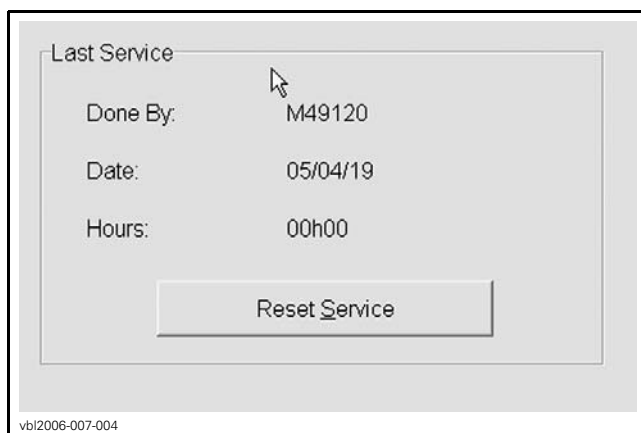 Last Service
Done By: M49120
Date: 05/04/19
Hours: 00h00
Reset Service
vbl2006-007-004